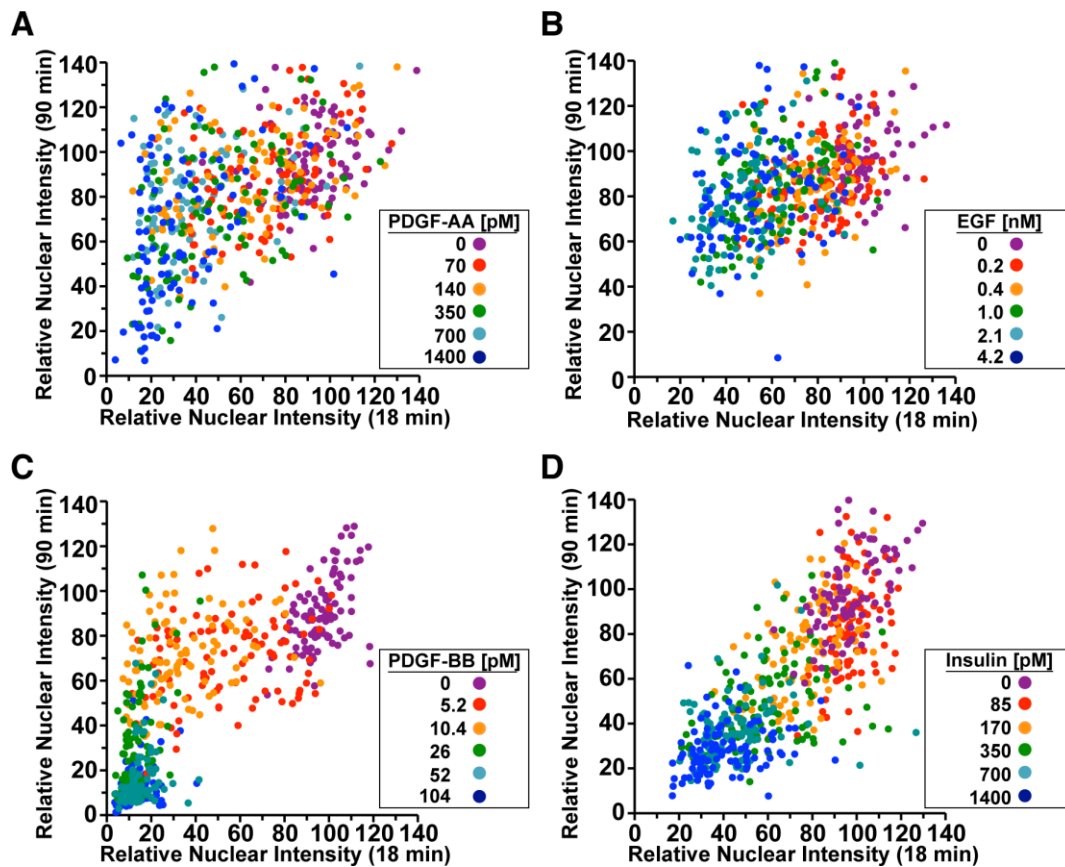 A
Relative Nuclear Intensity (90 min)
140
120
100
80
60
40
20
0
0 20 40 60 80 100 120 140
Relative Nuclear Intensity (18 min)
PDGF-AA [pM]
0
70
140
350
700
1400
B
Relative Nuclear Intensity (90 min)
140
120
100
80
60
40
20
0
0 20 40 60 80 100 120 140
Relative Nuclear Intensity (18 min)
EGF [nM]
0
0.2
0.4
1.0
2.1
4.2
C
Relative Nuclear Intensity (90 min)
140
120
100
80
60
40
20
0
0 20 40 60 80 100 120 140
Relative Nuclear Intensity (18 min)
PDGF-BB [pM]
0
5.2
10.4
26
52
104
D
Relative Nuclear Intensity (90 min)
140
120
100
80
60
40
20
0
0 20 40 60 80 100 120 140
Relative Nuclear Intensity (18 min)
Insulin [pM]
0
85
170
350
700
1400